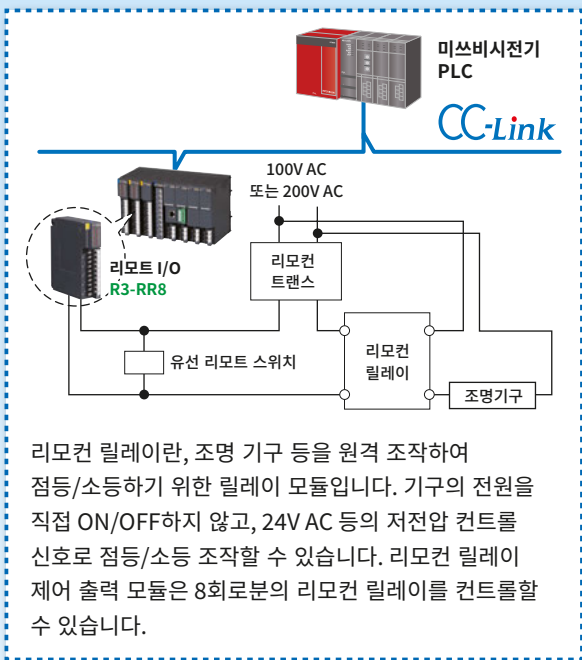 미쓰비시전기
PLC
CC-Link
100V AC
또는 200V AC
리모트 I/O
R3-RR8
리모컨
트랜스
유선 리모트 스위치
리모컨
릴레이
조명기구
리모컨 릴레이란, 조명 기구 등을 원격 조작하여
점등/소등하기 위한 릴레이 모듈입니다. 기구의 전원을
직접 ON/OFF하지 않고, 24V AC 등의 저전압 컨트롤
신호로 점등/소등 조작할 수 있습니다. 리모컨 릴레이
제어 출력 모듈은 8회로분의 리모컨 릴레이를 컨트롤할
수 있습니다.